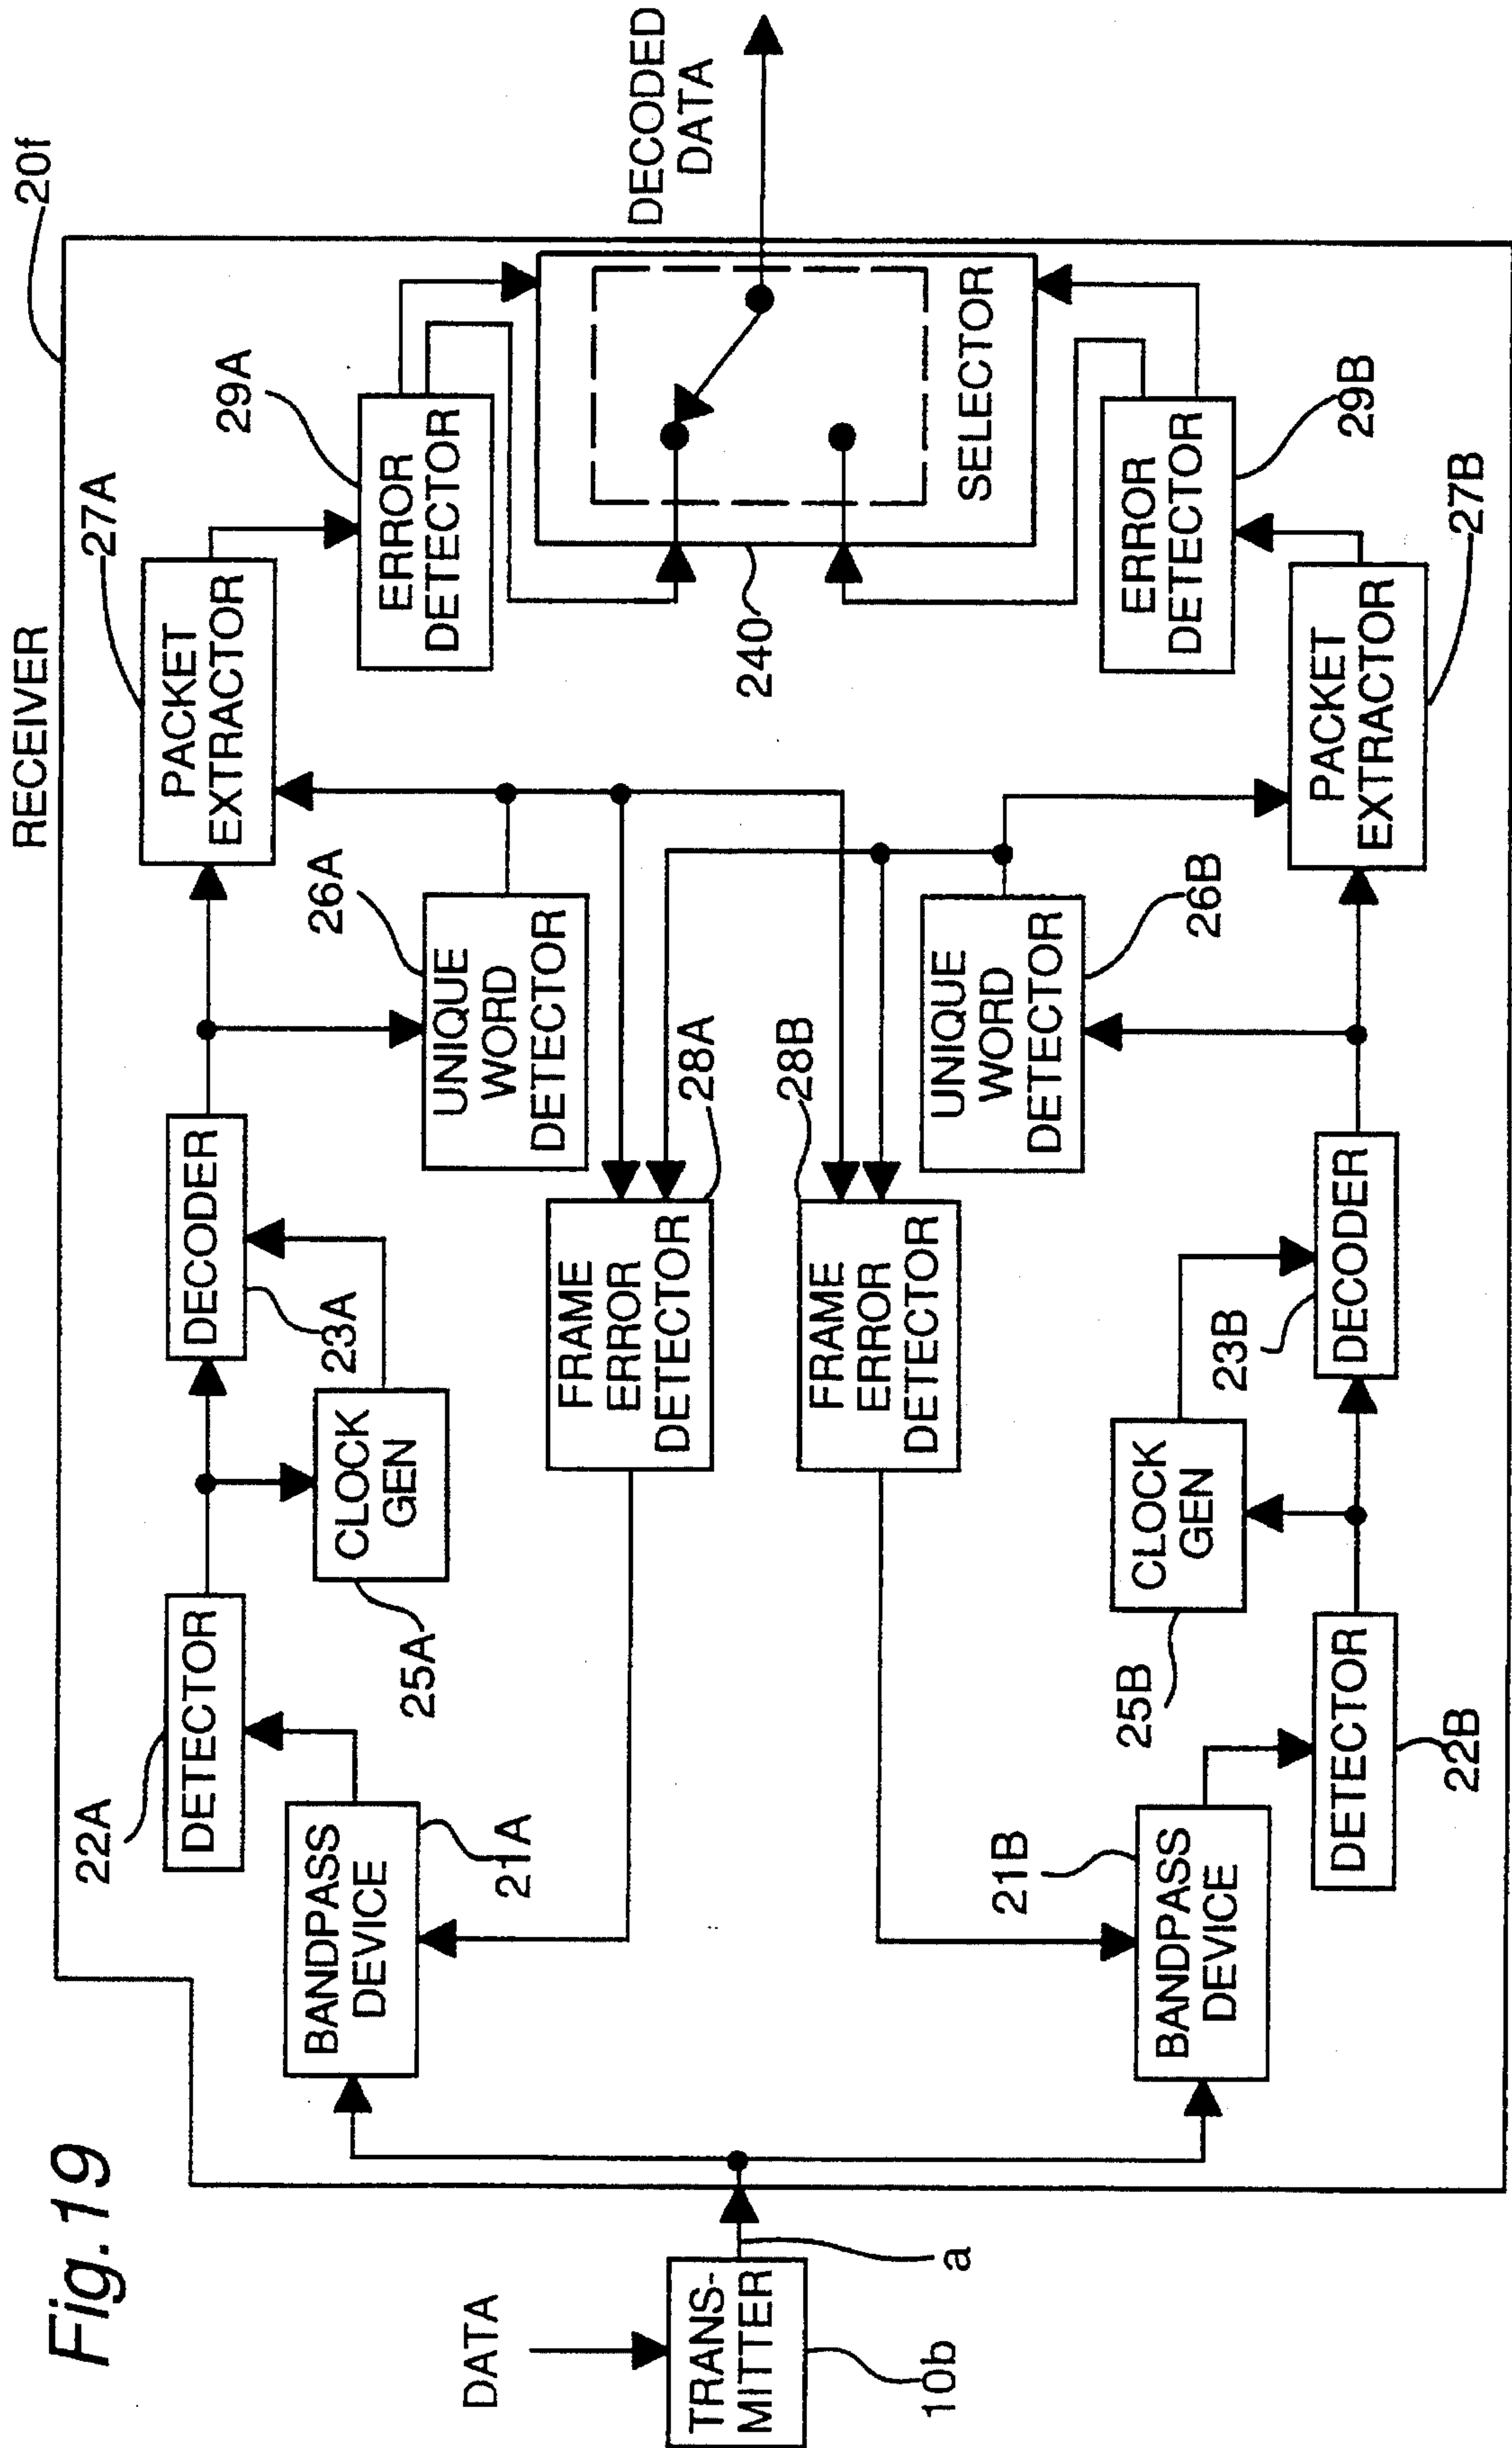 Fig.19
RECEIVER
20f
DATA
TRANS-
MITTER
10b
a
BANDPASS
DEVICE
21A
22A
DETECTOR
CLOCK
GEN
25A
DECODER
23A
UNIQUE
WORD
DETECTOR
26A
PACKET
EXTRACTOR
27A
FRAME
ERROR
DETECTOR
28A
ERROR
DETECTOR
29A
SELECTOR
240
DECODED
DATA
BANDPASS
DEVICE
21B
DETECTOR
22B
CLOCK
GEN
25B
DECODER
23B
FRAME
ERROR
DETECTOR
28B
UNIQUE
WORD
DETECTOR
26B
PACKET
EXTRACTOR
27B
ERROR
DETECTOR
29B